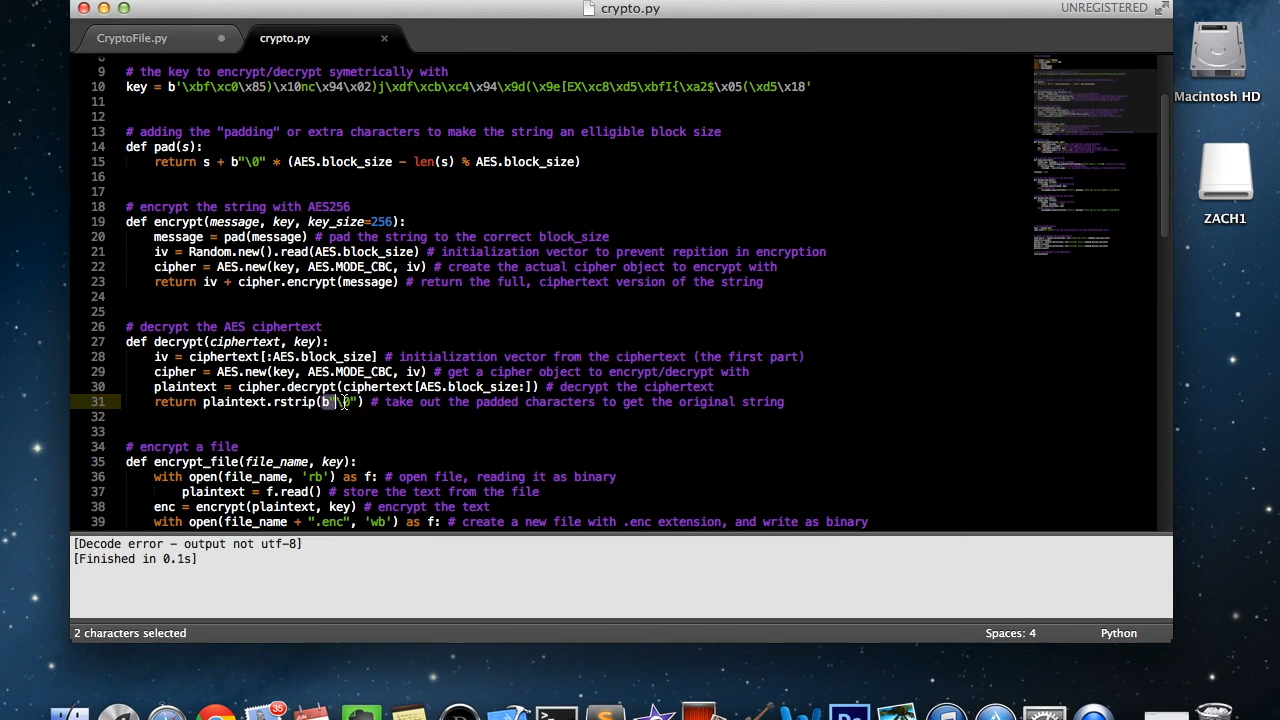 crypto.py
UNREGISTERED
CryptoFile.py
crypto.py
9 # the key to encrypt/decrypt symetrically with
10 key = b'\xbf\xc0\x85)\x10nc\x94\x02)j\xdf\xcb\xc4\x94\x9d(\x9e[EX\xc8\xd5\xbfI{\xa2$\x05(\xd5\x18'
11
12
13 # adding the "padding" or extra characters to make the string an elligible block size
14 def pad(s):
15 return s + b"\0" * (AES.block_size - len(s) % AES.block_size)
16
17
18 # encrypt the string with AES256
19 def encrypt(message, key, key_size=256):
20 message = pad(message) # pad the string to the correct block_size
21 iv = Random.new().read(AES.block_size) # initialization vector to prevent repition in encryption
22 cipher = AES.new(key, AES.MODE_CBC, iv) # create the actual cipher object to encrypt with
23 return iv + cipher.encrypt(message) # return the full, ciphertext version of the string
24
25
26 # decrypt the AES ciphertext
27 def decrypt(ciphertext, key):
28 iv = ciphertext[:AES.block_size] # initialization vector from the ciphertext (the first part)
29 cipher = AES.new(key, AES.MODE_CBC, iv) # get a cipher object to encrypt/decrypt with
30 plaintext = cipher.decrypt(ciphertext[AES.block_size:]) # decrypt the ciphertext
31 return plaintext.rstrip(b"\0") # take out the padded characters to get the original string
32
33
34 # encrypt a file
35 def encrypt_file(file_name, key):
36 with open(file_name, 'rb') as f: # open file, reading it as binary
37 plaintext = f.read() # store the text from the file
38 enc = encrypt(plaintext, key) # encrypt the text
39 with open(file_name + ".enc", 'wb') as f: # create a new file with .enc extension, and write as binary
[Decode error - output not utf-8]
[Finished in 0.1s]
2 characters selected
Spaces: 4
Python
Macintosh HD
ZACH1
35